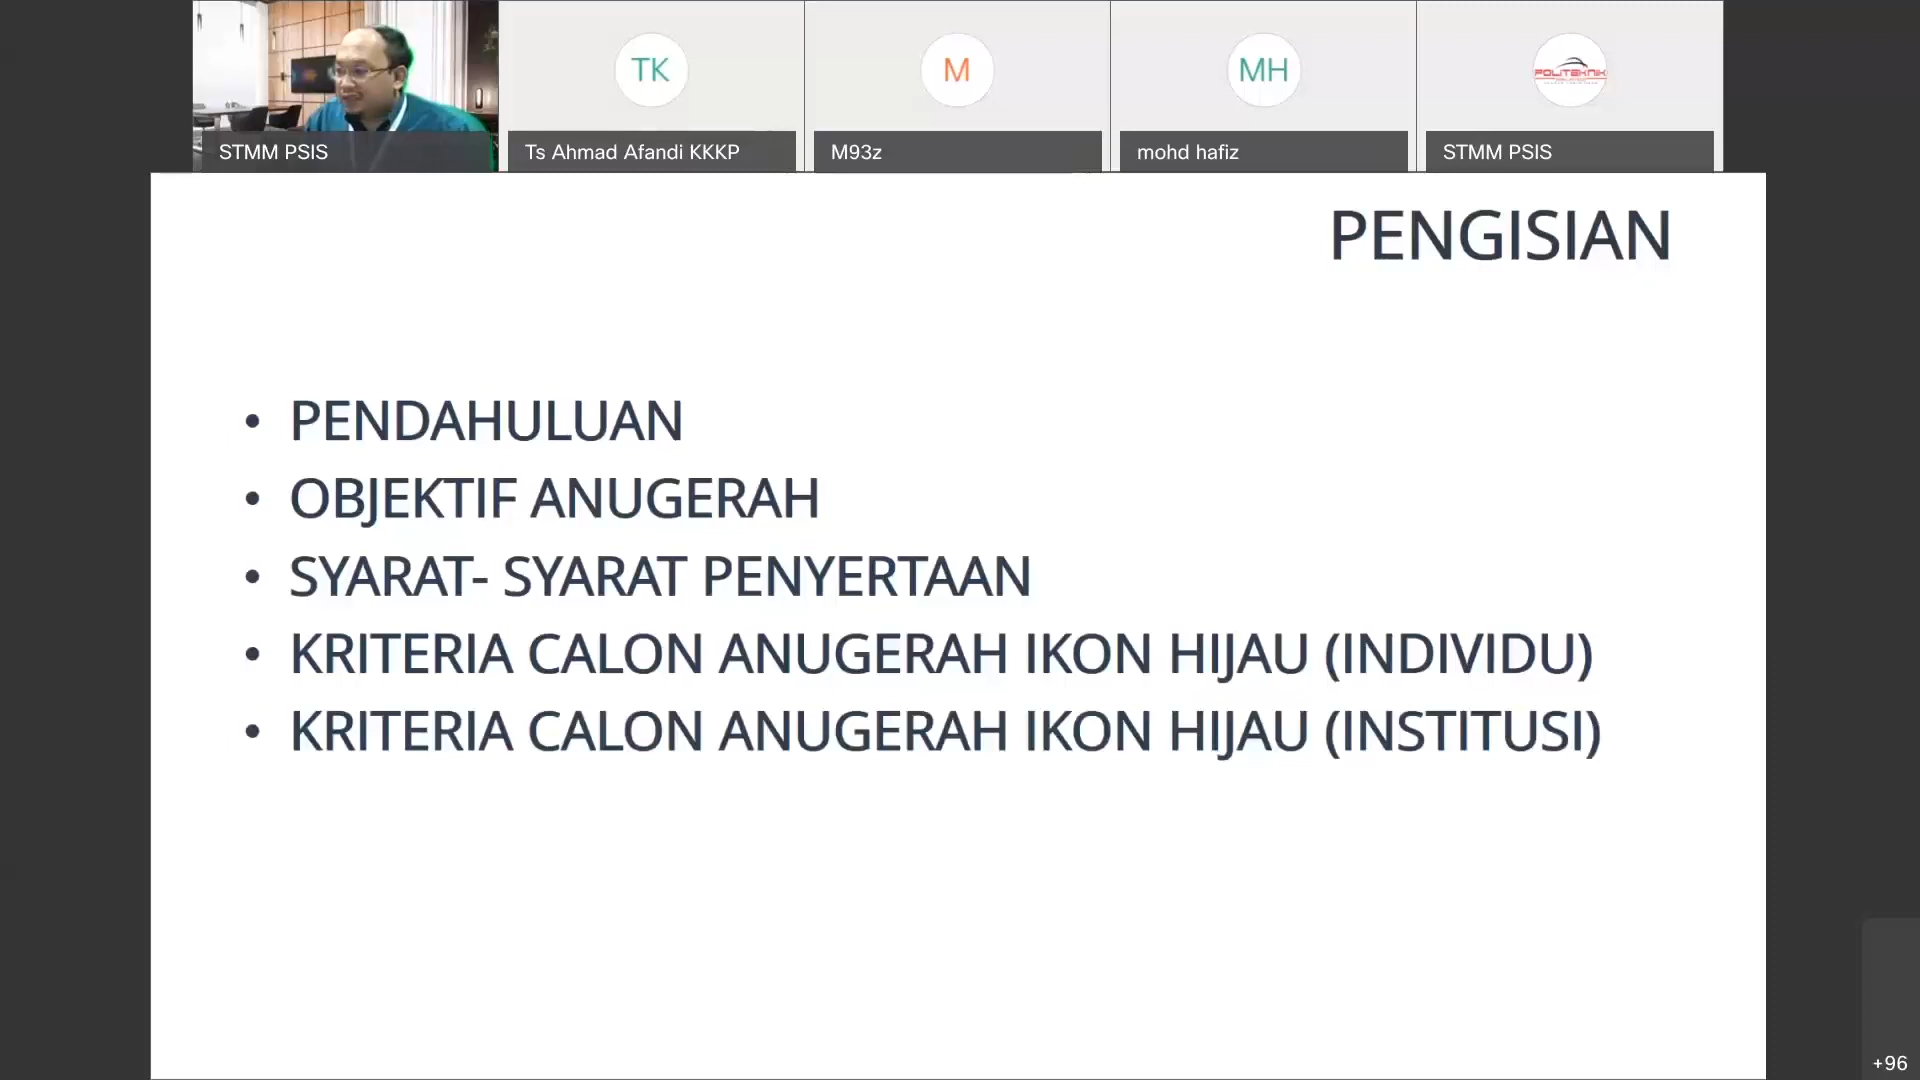 TK
M
MH
POLITEKNIK
STMM PSIS
Ts Ahmad Afandi KKKP
M93z
mohd hafiz
STMM PSIS
PENGISIAN
• PENDAHULUAN
• OBJEKTIF ANUGERAH
• SYARAT- SYARAT PENYERTAAN
• KRITERIA CALON ANUGERAH IKON HIJAU (INDIVIDU)
• KRITERIA CALON ANUGERAH IKON HIJAU (INSTITUSI)
+96